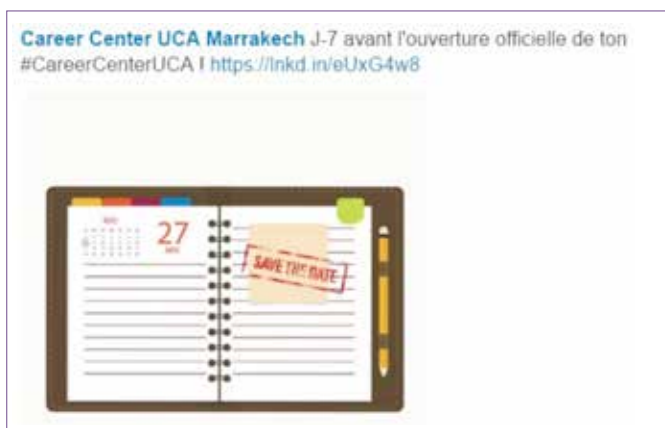 Career Center UCA Marrakech J-7 avant l'ouverture officielle de ton
#CareerCenterUCA ! https://lnkd.in/eUxG4w8
27
SAVE THE DATE